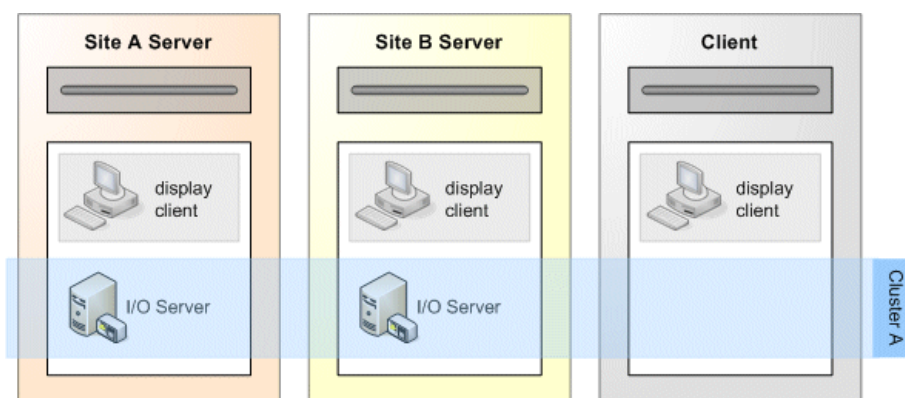 Site A Server
Site B Server
Client
display
client
display
client
display
client
I/O Server
I/O Server
Cluster A